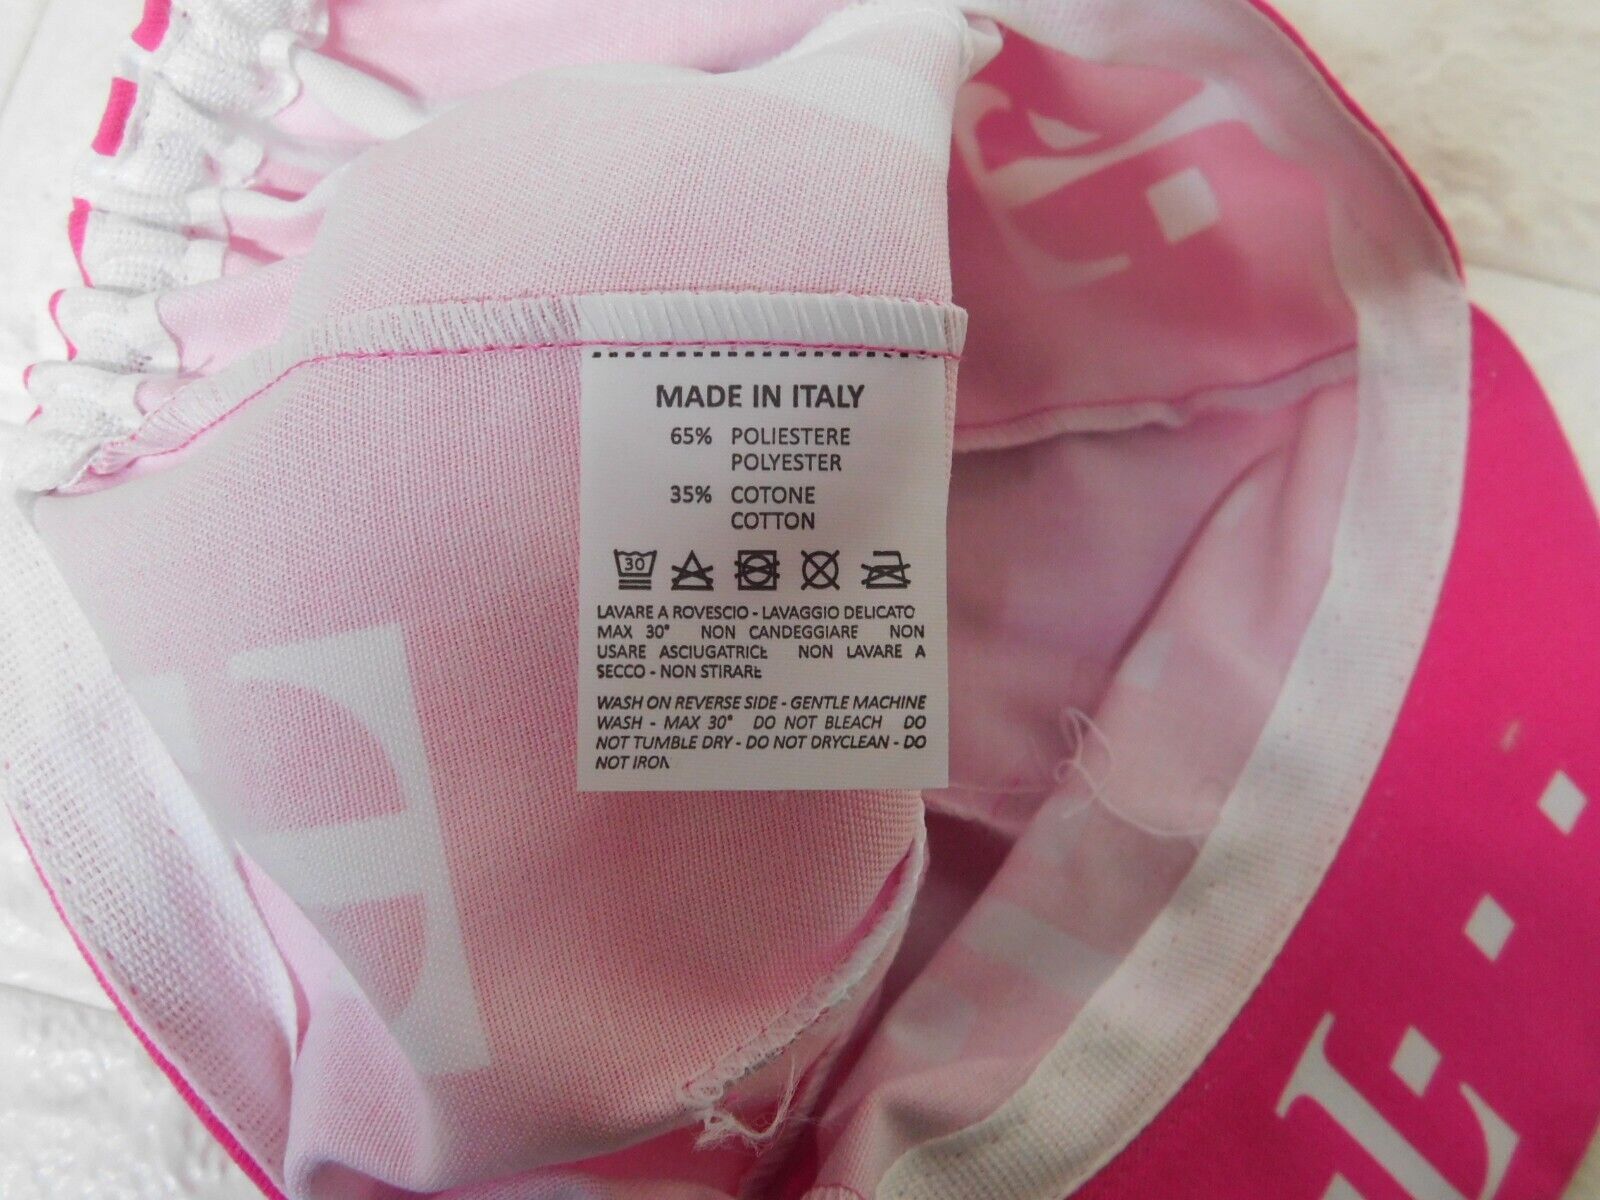 MADE IN ITALY
65% POLIESTERE
POLYESTER
35% COTONE
COTTON
30
LAVARE A ROVESCIO - LAVAGGIO DELICATO
MAX 30° NON CANDEGGIARE NON
USARE ASCIUGATRICE NON LAVARE A
SECCO - NON STIRARE
WASH ON REVERSE SIDE - GENTLE MACHINE
WASH - MAX 30° DO NOT BLEACH DO
NOT TUMBLE DRY - DO NOT DRYCLEAN - DO
NOT IRON